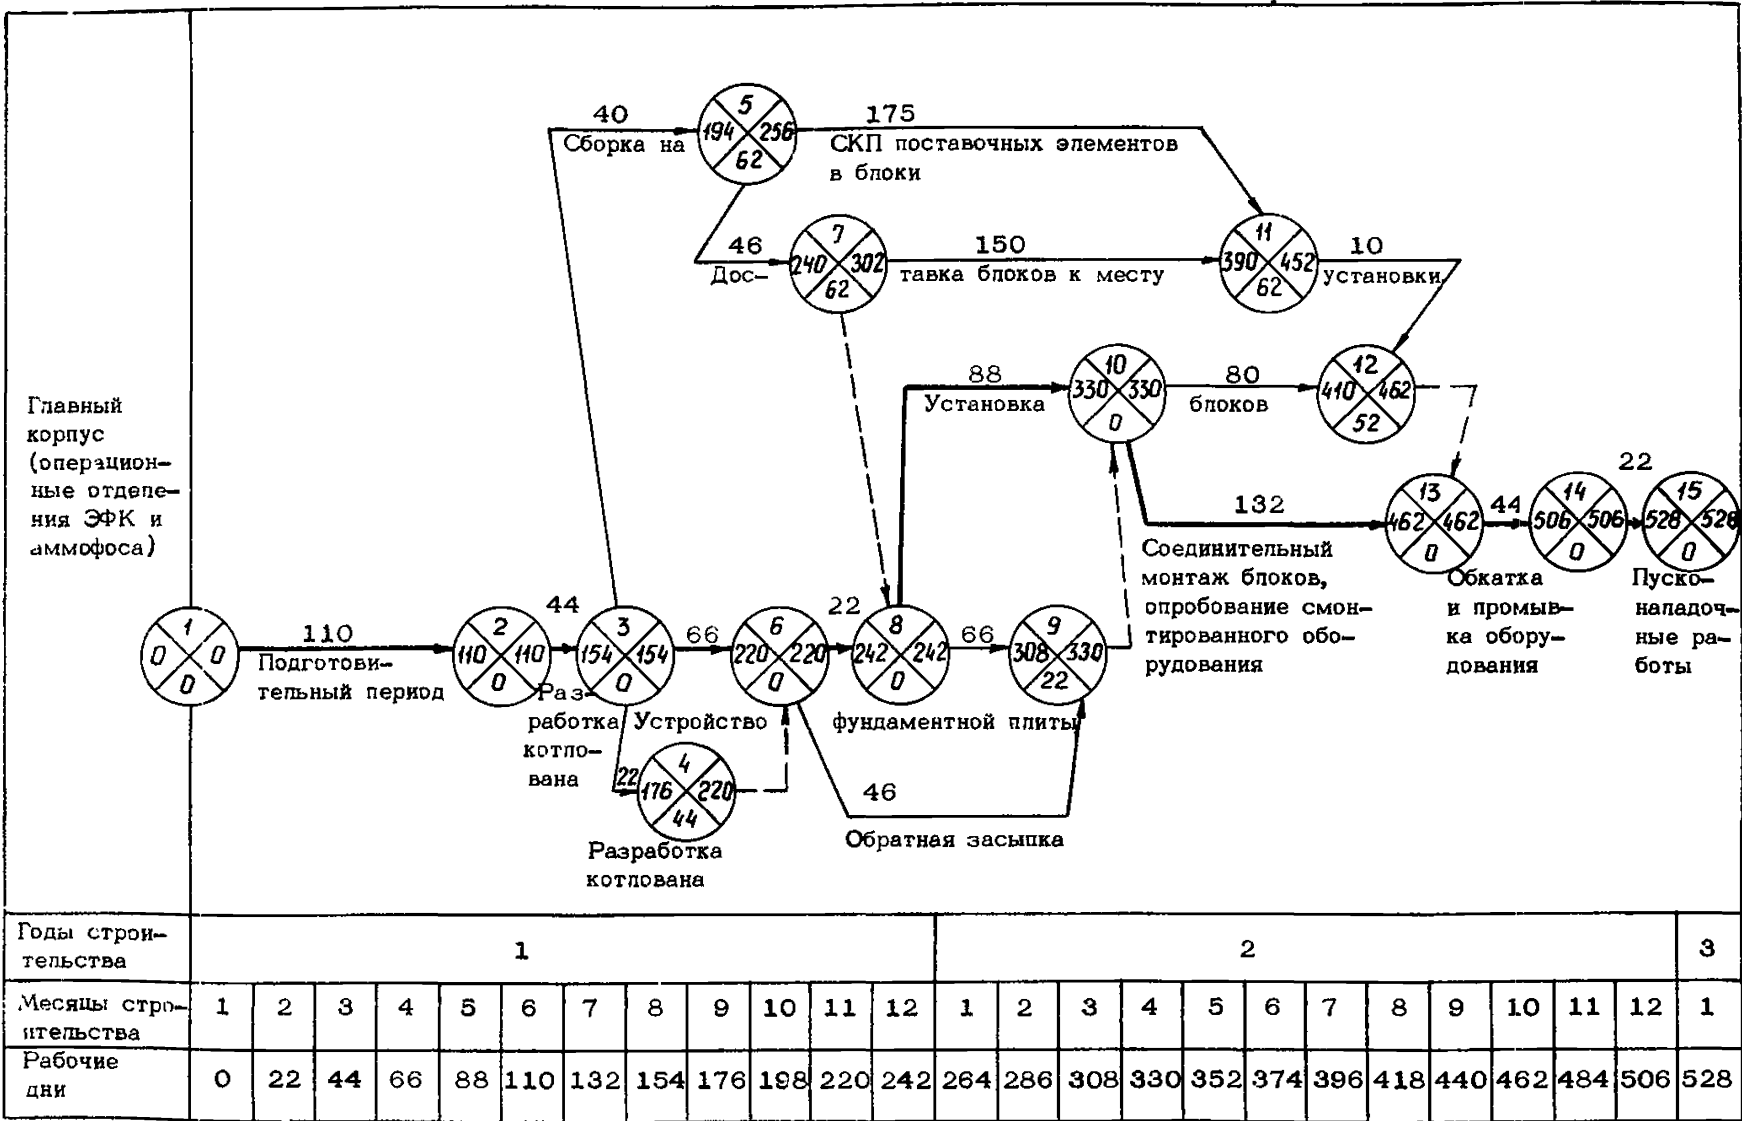 40
5
194 256
62
175
Сборка на
СКП поставочных элементов
в блоки
46
7
240 302
62
150
11
390 452
62
10
Дос-
тавка блоков к месту
установки
88
10
330 330
0
80
12
410 462
52
Установка
блоков
Главный
корпус
(операцион-
ные отделе-
ния ЭФК и
аммофоса)
132
13
462 462
0
44
14
506 506
0
22
15
528 528
0
Соединительный
монтаж блоков,
опробование смон-
тированного обо-
рудования
Обкатка
и промыв-
ка обору-
дования
Пуско-
наладоч-
ные ра-
боты
1
0 0
0
110
Подготови-
тельный период
2
110 110
0
44
3
154 154
0
66
6
220 220
0
22
8
242 242
0
66
9
308 330
22
Раз-
работка
котло-
вана
Устройство
фундаментной плиты
22
4
176 220
44
46
Обратная засыпка
Разработка
котлована
Годы строи-
тельства
1 2 3
Месяцы стро-
ительства
1 2 3 4 5 6 7 8 9 10 11 12 1 2 3 4 5 6 7 8 9 10 11 12 1
Рабочие
дни
0 22 44 66 88 110 132 154 176 198 220 242 264 286 308 330 352 374 396 418 440 462 484 506 528